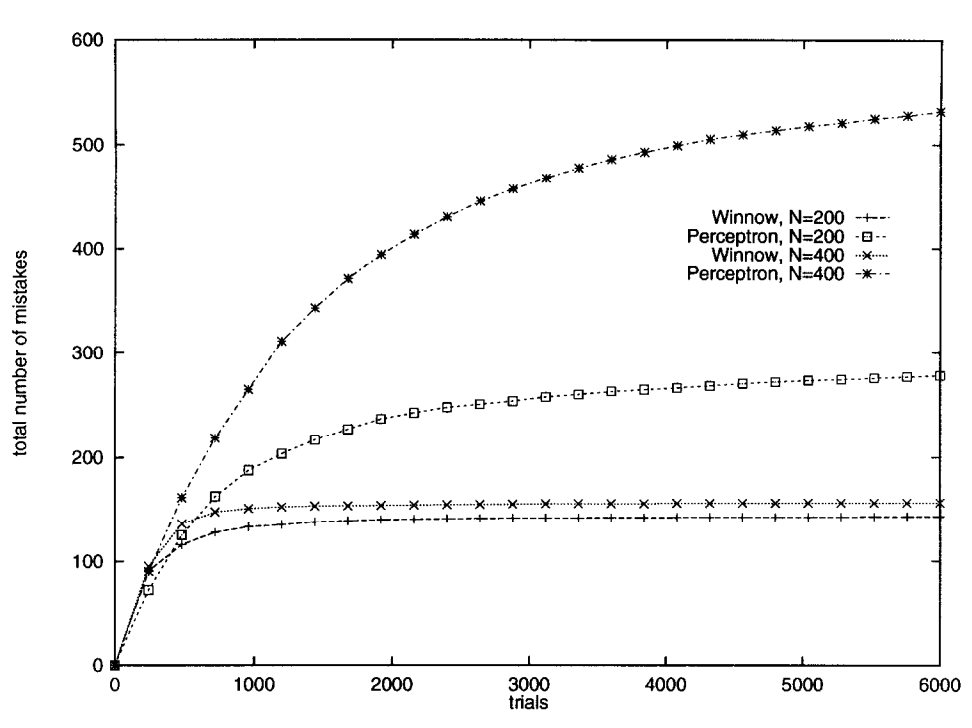 600
500
400
300
200
100
0
total number of mistakes
Winnow, N=200
Perceptron, N=200
Winnow, N=400
Perceptron, N=400
0 1000 2000 3000 4000 5000 6000
trials